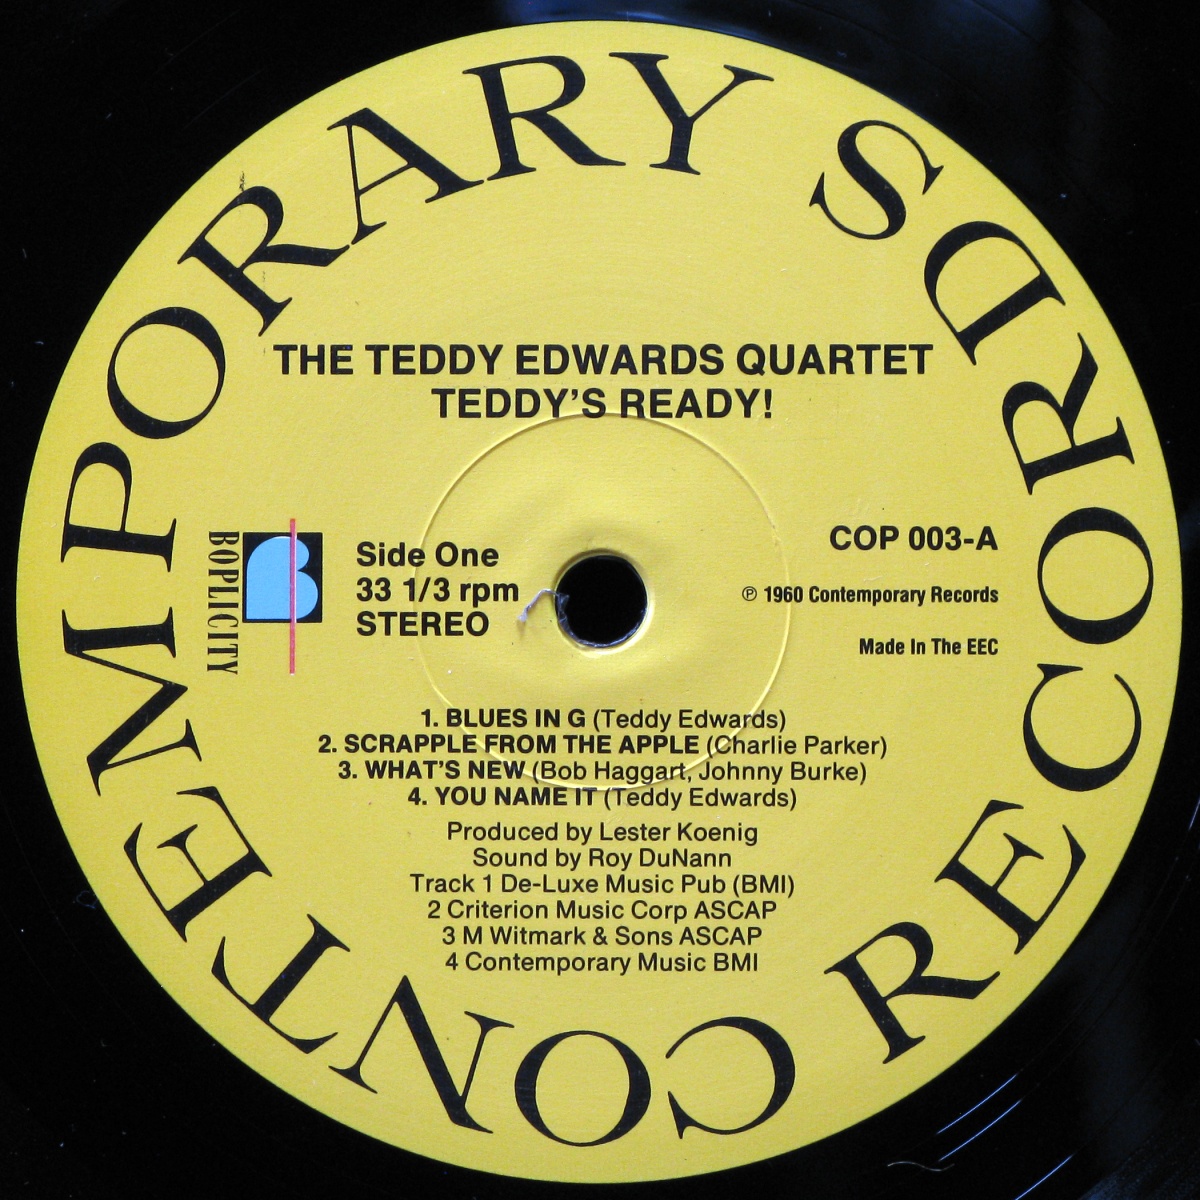 CONTEMPORARY RECORDS
THE TEDDY EDWARDS QUARTET
TEDDY'S READY!
BOPLICITY
B
Side One
33 1/3 rpm
STEREO
COP 003-A
℗ 1960 Contemporary Records
Made In The EEC
1. BLUES IN G (Teddy Edwards)
2. SCRAPPLE FROM THE APPLE (Charlie Parker)
3. WHAT'S NEW (Bob Haggart, Johnny Burke)
4. YOU NAME IT (Teddy Edwards)
Produced by Lester Koenig
Sound by Roy DuNann
Track 1 De-Luxe Music Pub (BMI)
2 Criterion Music Corp ASCAP
3 M Witmark & Sons ASCAP
4 Contemporary Music BMI